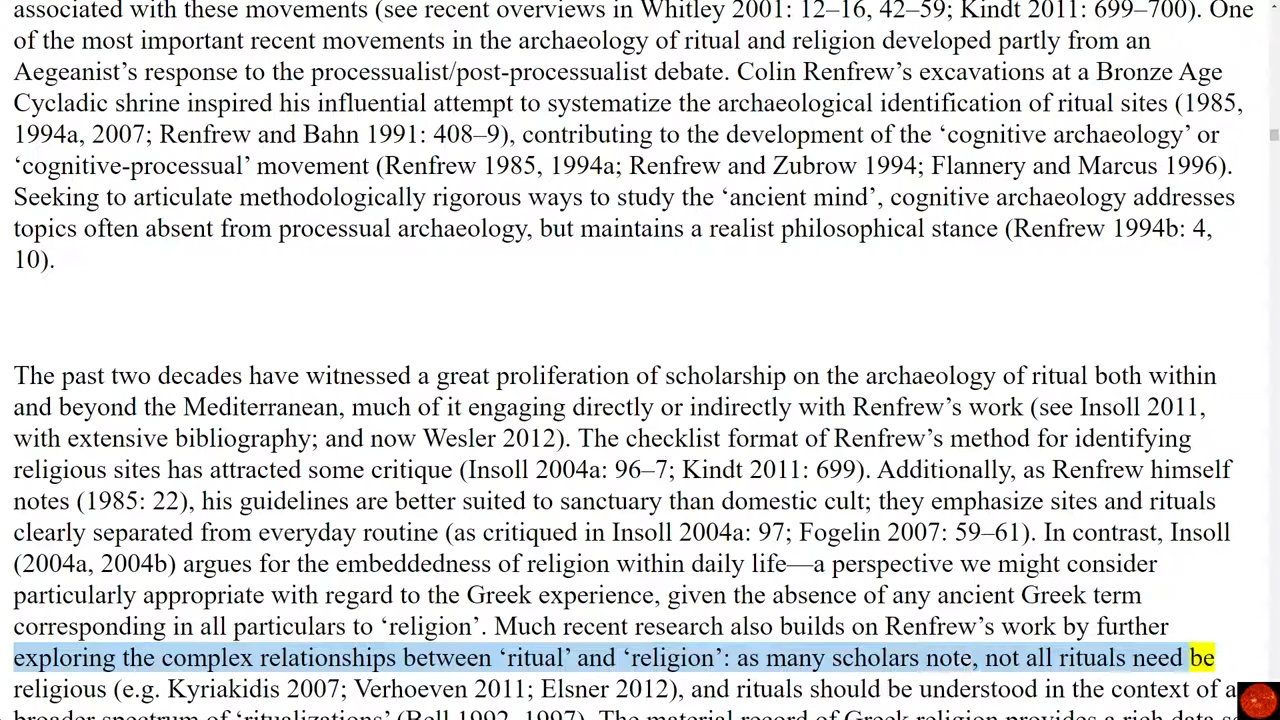 associated with these movements (see recent overviews in Whitley 2001: 12–16, 42–59; Kindt 2011: 699–700). One
of the most important recent movements in the archaeology of ritual and religion developed partly from an
Aegeanist’s response to the processualist/post-processualist debate. Colin Renfrew’s excavations at a Bronze Age
Cycladic shrine inspired his influential attempt to systematize the archaeological identification of ritual sites (1985,
1994a, 2007; Renfrew and Bahn 1991: 408–9), contributing to the development of the ‘cognitive archaeology’ or
‘cognitive-processual’ movement (Renfrew 1985, 1994a; Renfrew and Zubrow 1994; Flannery and Marcus 1996).
Seeking to articulate methodologically rigorous ways to study the ‘ancient mind’, cognitive archaeology addresses
topics often absent from processual archaeology, but maintains a realist philosophical stance (Renfrew 1994b: 4,
10).
The past two decades have witnessed a great proliferation of scholarship on the archaeology of ritual both within
and beyond the Mediterranean, much of it engaging directly or indirectly with Renfrew’s work (see Insoll 2011,
with extensive bibliography; and now Wesler 2012). The checklist format of Renfrew’s method for identifying
religious sites has attracted some critique (Insoll 2004a: 96–7; Kindt 2011: 699). Additionally, as Renfrew himself
notes (1985: 22), his guidelines are better suited to sanctuary than domestic cult; they emphasize sites and rituals
clearly separated from everyday routine (as critiqued in Insoll 2004a: 97; Fogelin 2007: 59–61). In contrast, Insoll
(2004a, 2004b) argues for the embeddedness of religion within daily life—a perspective we might consider
particularly appropriate with regard to the Greek experience, given the absence of any ancient Greek term
corresponding in all particulars to ‘religion’. Much recent research also builds on Renfrew’s work by further
exploring the complex relationships between ‘ritual’ and ‘religion’: as many scholars note, not all rituals need be
religious (e.g. Kyriakidis 2007; Verhoeven 2011; Elsner 2012), and rituals should be understood in the context of a
broader spectrum of ‘ritualizations’ (Bell 1992, 1997). The material record of Greek religion provides a rich data